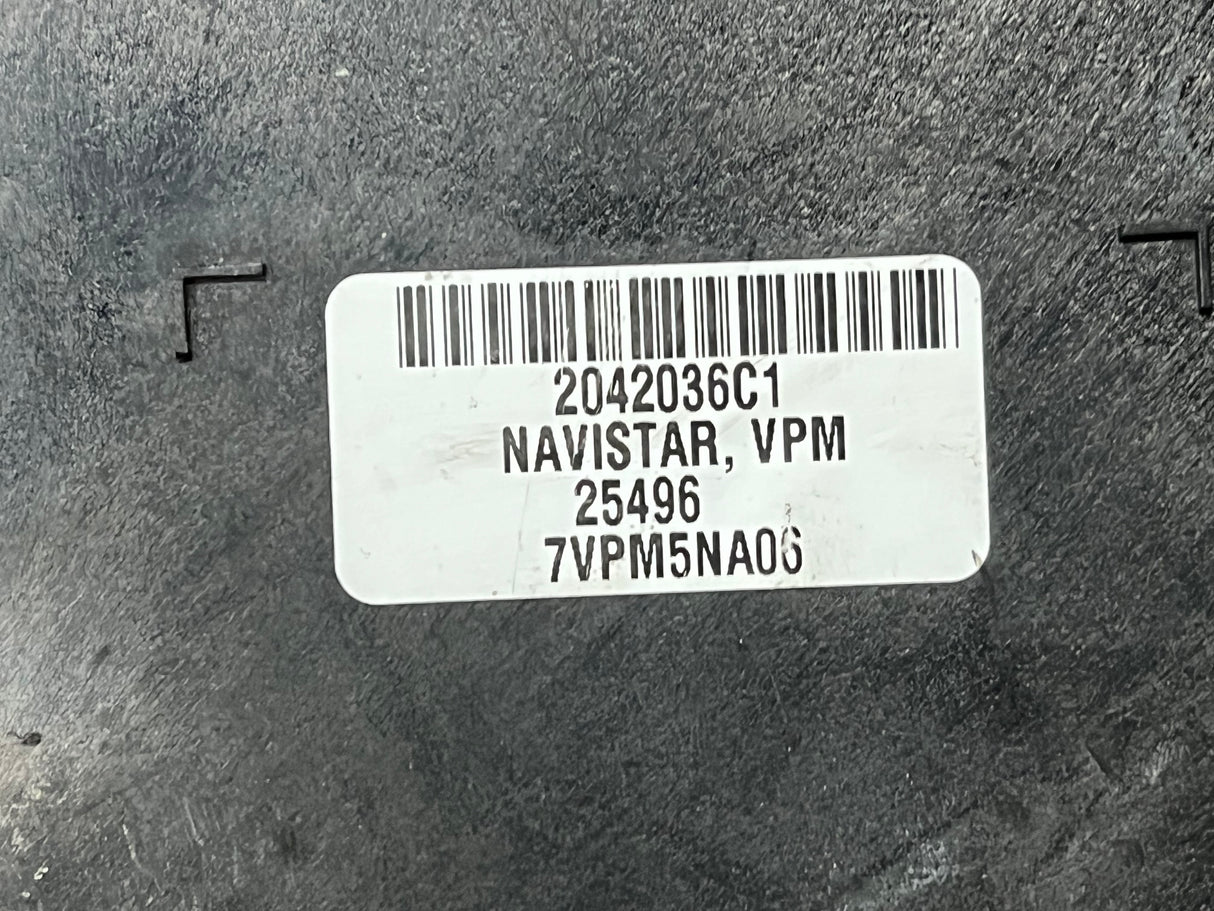 2042036C1
NAVISTAR, VPM
25496
7VPM5NA06